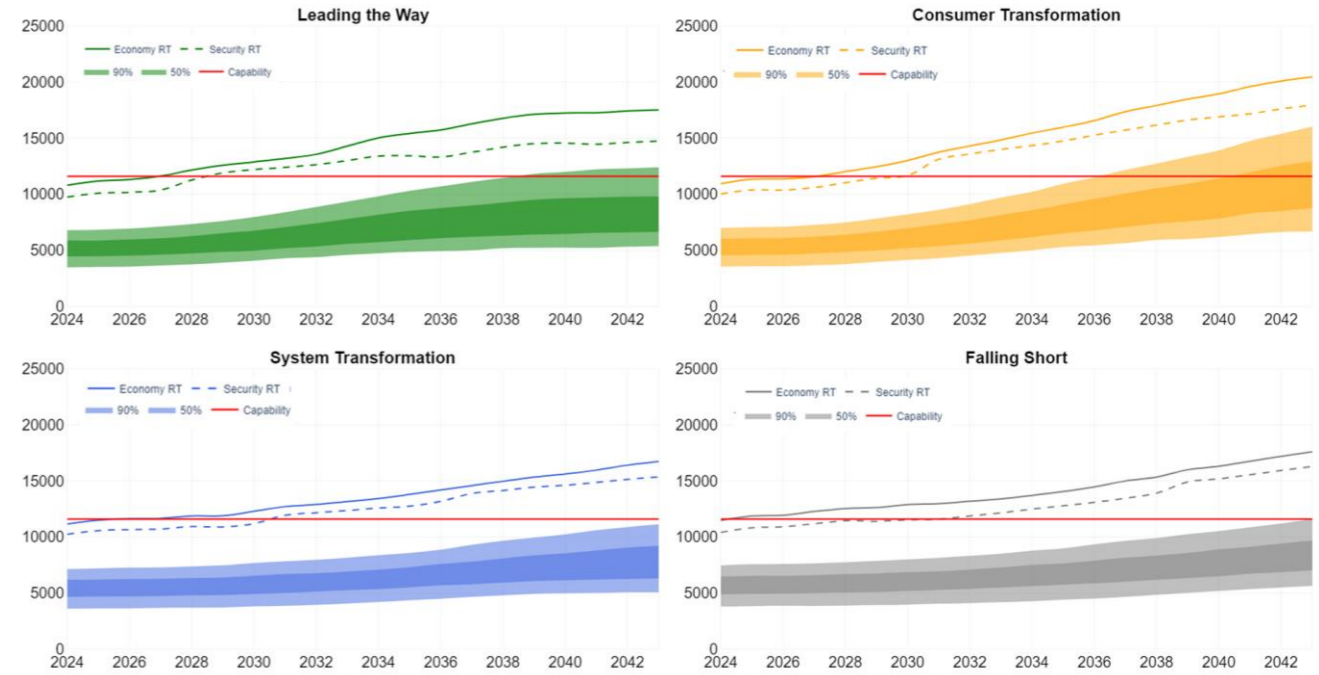 Leading the Way
25000
Economy RT Security RT
90% 50% Capability
20000
15000
10000
5000
0
2024 2026 2028 2030 2032 2034 2036 2038 2040 2042
Consumer Transformation
25000
Economy RT Security RT
90% 50% Capability
20000
15000
10000
5000
0
2024 2026 2028 2030 2032 2034 2036 2038 2040 2042
System Transformation
25000
Economy RT Security RT
90% 50% Capability
20000
15000
10000
5000
0
2024 2026 2028 2030 2032 2034 2036 2038 2040 2042
Falling Short
25000
Economy RT Security RT
90% 50% Capability
20000
15000
10000
5000
0
2024 2026 2028 2030 2032 2034 2036 2038 2040 2042